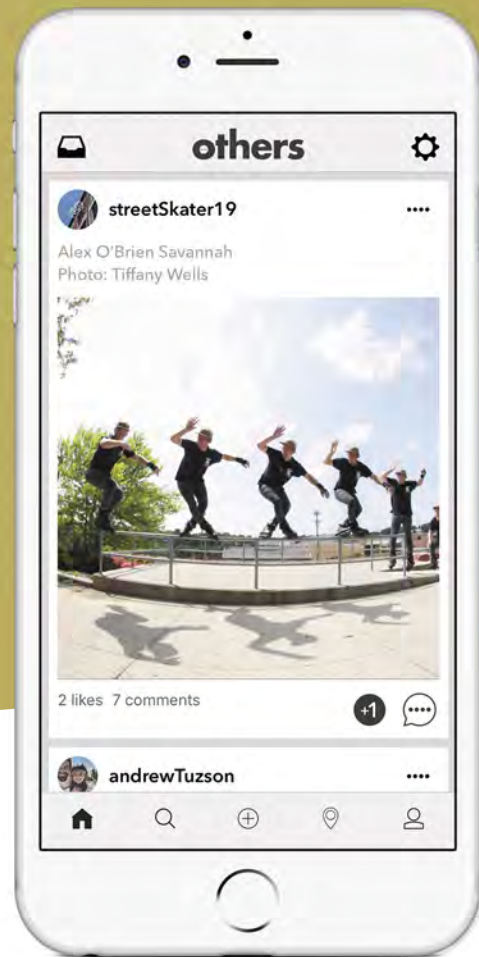 others
streetSkater19
Alex O'Brien Savannah
Photo: Tiffany Wells
2 likes 7 comments
+1
andrewTuzson